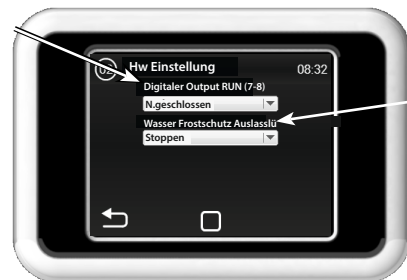 02
Hw Einstellung
08:32
Digitaler Output RUN (7-8)
N.geschlossen
Wasser Frostschutz Auslasslü
Stoppen